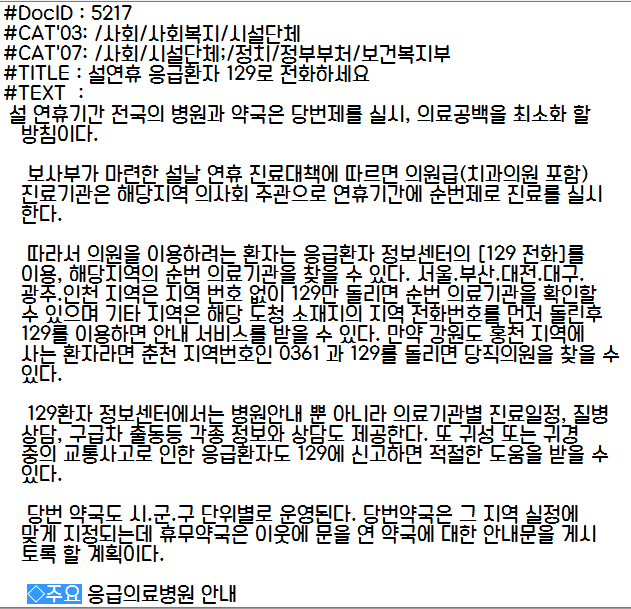 #DocID : 5217
#CAT'03: /사회/사회복지/시설단체
#CAT'07: /사회/시설단체;/정치/정부부처/보건복지부
#TITLE : 설연휴 응급환자 129로 전화하세요
#TEXT :
설 연휴기간 전국의 병원과 약국은 당번제를 실시, 의료공백을 최소화 할
방침이다.
보사부가 마련한 설날 연휴 진료대책에 따르면 의원급(치과의원 포함)
진료기관은 해당지역 의사회 주관으로 연휴기간에 순번제로 진료를 실시
한다.
따라서 의원을 이용하려는 환자는 응급환자 정보센터의 [129 전화]를
이용, 해당지역의 순번 의료기관을 찾을 수 있다. 서울.부산.대전.대구.
광주.인천 지역은 지역 번호 없이 129만 돌리면 순번 의료기관을 확인할
수 있으며 기타 지역은 해당 도청 소재지의 지역 전화번호를 먼저 돌린후
129를 이용하면 안내 서비스를 받을 수 있다. 만약 강원도 홍천 지역에
사는 환자라면 춘천 지역번호인 0361 과 129를 돌리면 당직의원을 찾을 수
있다.
129환자 정보센터에서는 병원안내 뿐 아니라 의료기관별 진료일정, 질병
상담, 구급차 출동등 각종 정보와 상담도 제공한다. 또 귀성 또는 귀경
중의 교통사고로 인한 응급환자도 129에 신고하면 적절한 도움을 받을 수
있다.
당번 약국도 시.군.구 단위별로 운영된다. 당번약국은 그 지역 실정에
맞게 지정되는데 휴무약국은 이웃에 문을 연 약국에 대한 안내문을 게시
토록 할 계획이다.
◇주요 응급의료병원 안내